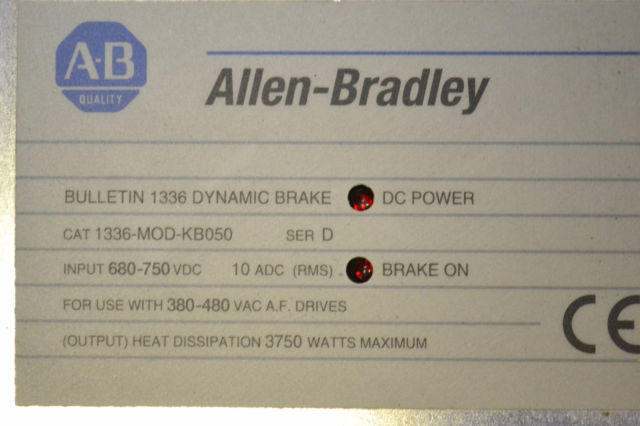 A-B
QUALITY
Allen-Bradley
BULLETIN 1336 DYNAMIC BRAKE DC POWER
CAT 1336-MOD-KB050 SER D
INPUT 680-750 VDC 10 ADC (RMS) BRAKE ON
FOR USE WITH 380-480 VAC A.F. DRIVES
CE
(OUTPUT) HEAT DISSIPATION 3750 WATTS MAXIMUM